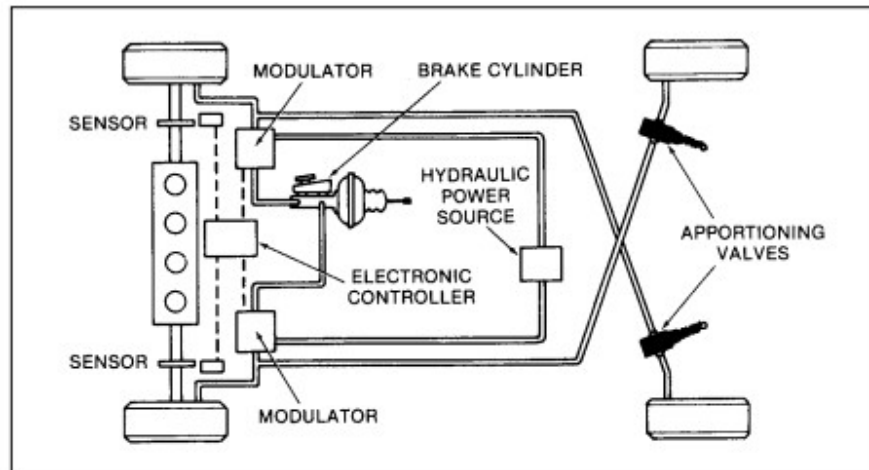 MODULATOR
BRAKE CYLINDER
SENSOR
HYDRAULIC
POWER
SOURCE
APPORTIONING
VALVES
ELECTRONIC
CONTROLLER
SENSOR
MODULATOR